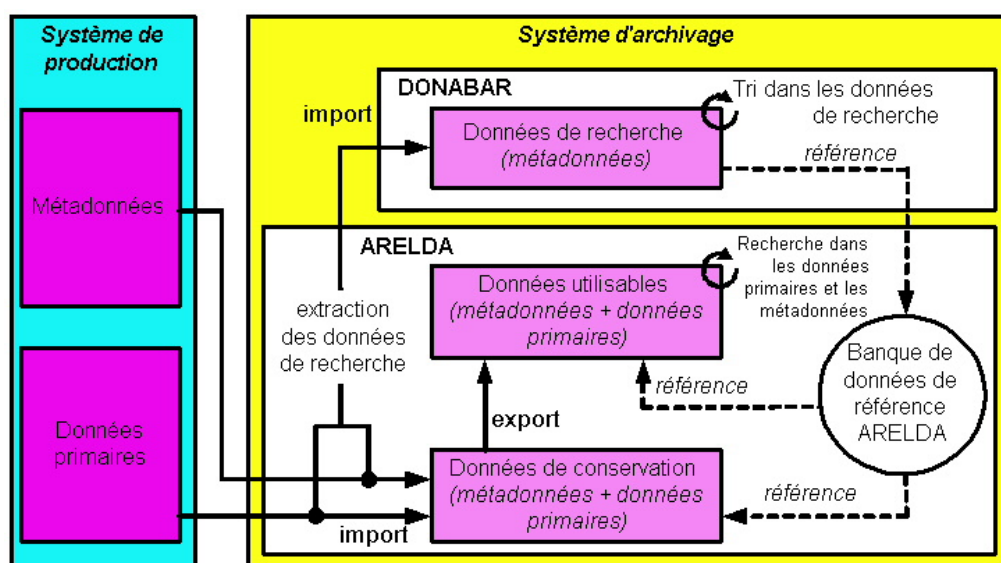 Système de
production
Métadonnées
Données
primaires
Système d'archivage
DONABAR
import
Données de recherche
(métadonnées)
Tri dans les données
de recherche
référence
ARELDA
extraction
des données
de recherche
Données utilisables
(métadonnées + données
primaires)
Recherche dans
les données
primaires et les
métadonnées
référence
Banque de
données de
référence
ARELDA
export
Données de conservation
(métadonnées + données
primaires)
référence
import